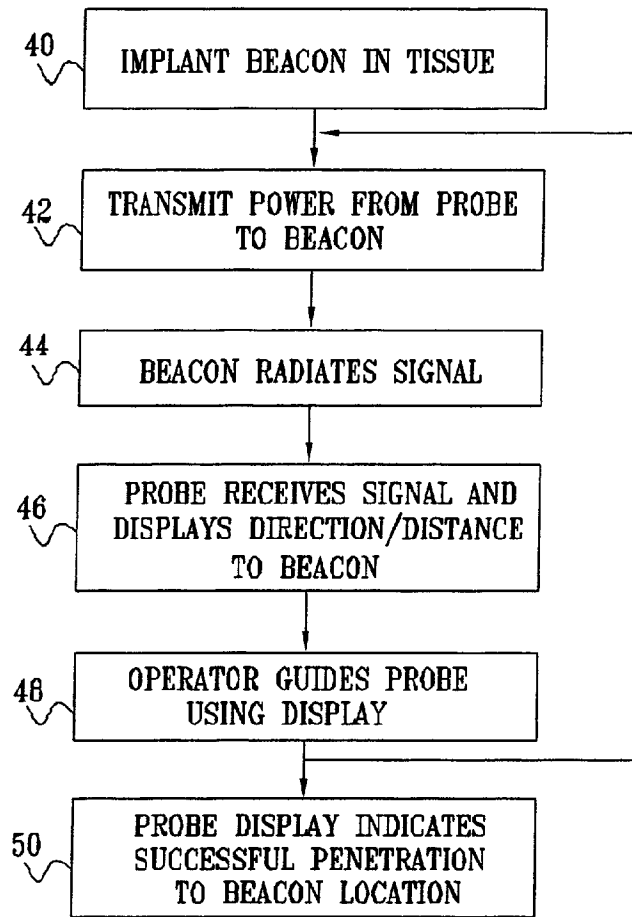 40
IMPLANT BEACON IN TISSUE
42
TRANSMIT POWER FROM PROBE
TO BEACON
44
BEACON RADIATES SIGNAL
46
PROBE RECEIVES SIGNAL AND
DISPLAYS DIRECTION/DISTANCE
TO BEACON
48
OPERATOR GUIDES PROBE
USING DISPLAY
50
PROBE DISPLAY INDICATES
SUCCESSFUL PENETRATION
TO BEACON LOCATION